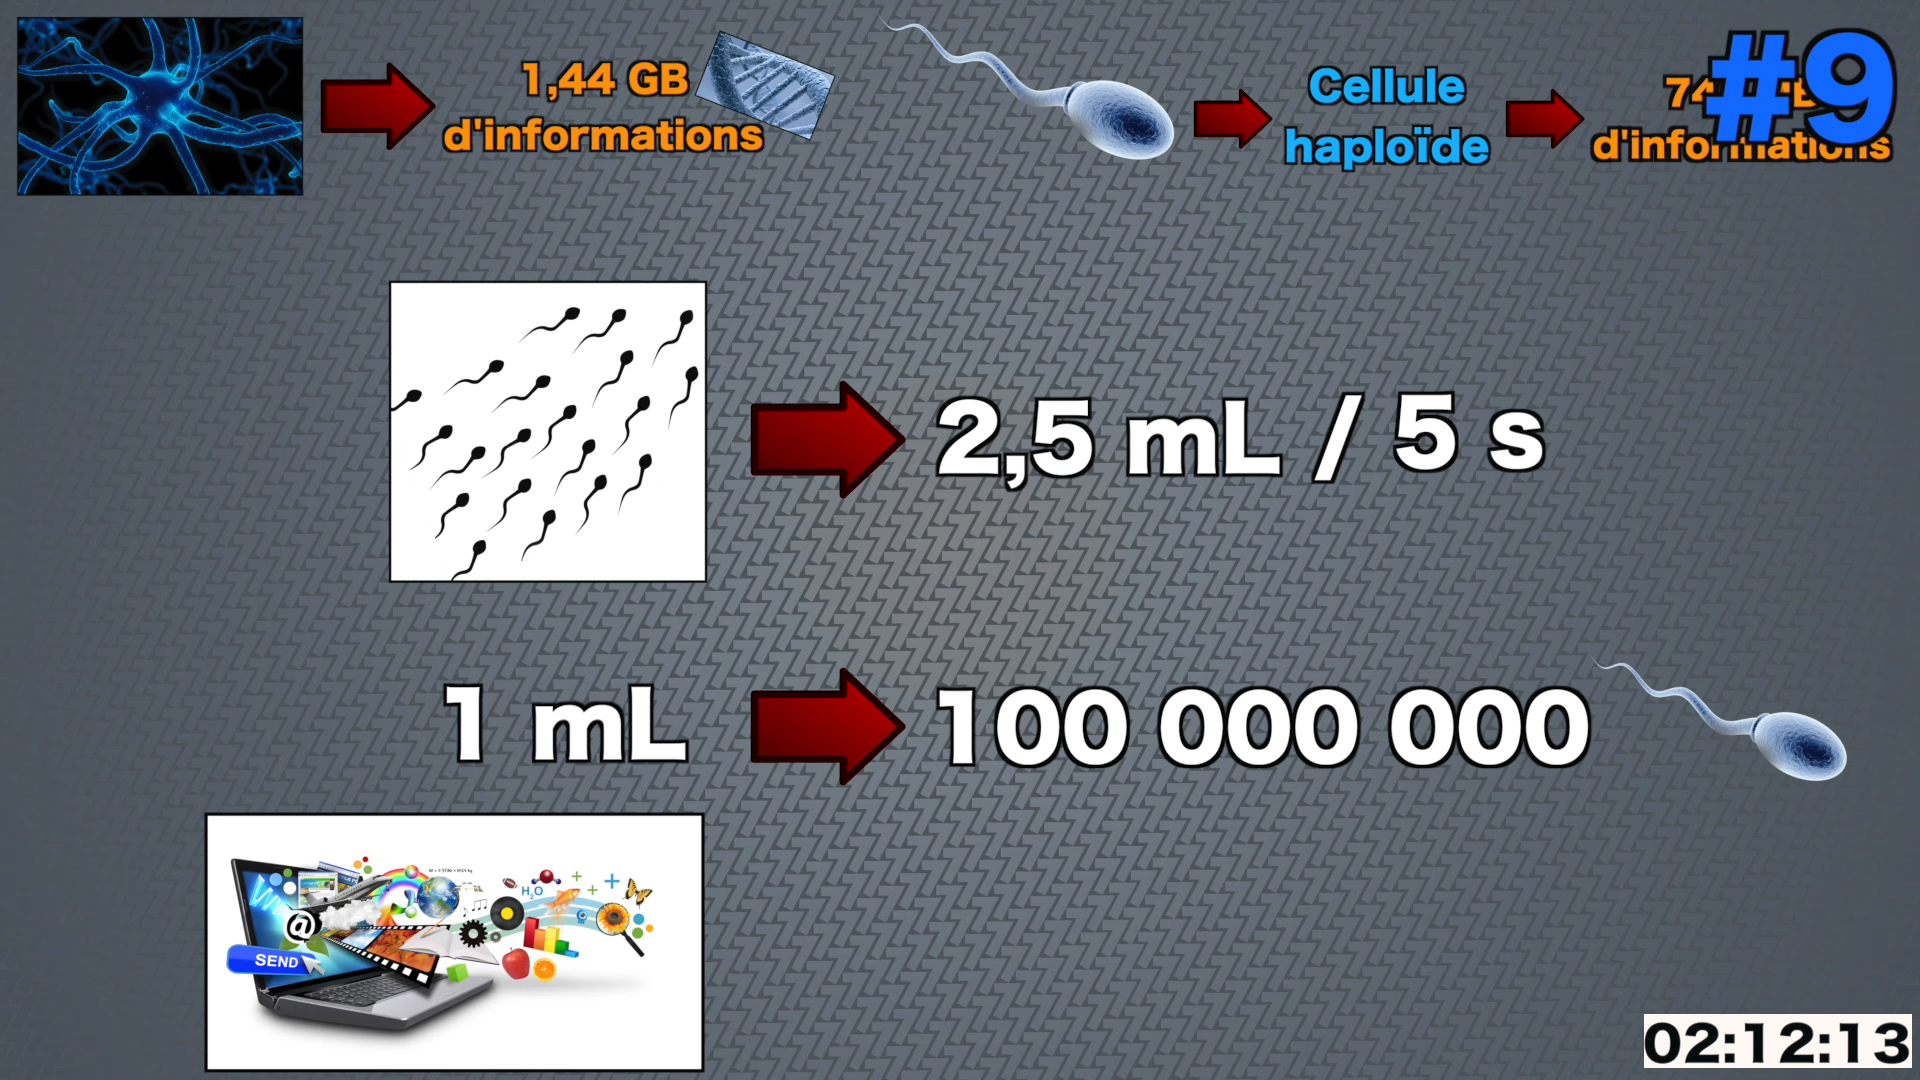 1,44 GB
d'informations
Cellule
haploïde
#9
d'informations
2,5 mL / 5 s
1 mL
100 000 000
H₂O
@
SEND
02:12:13